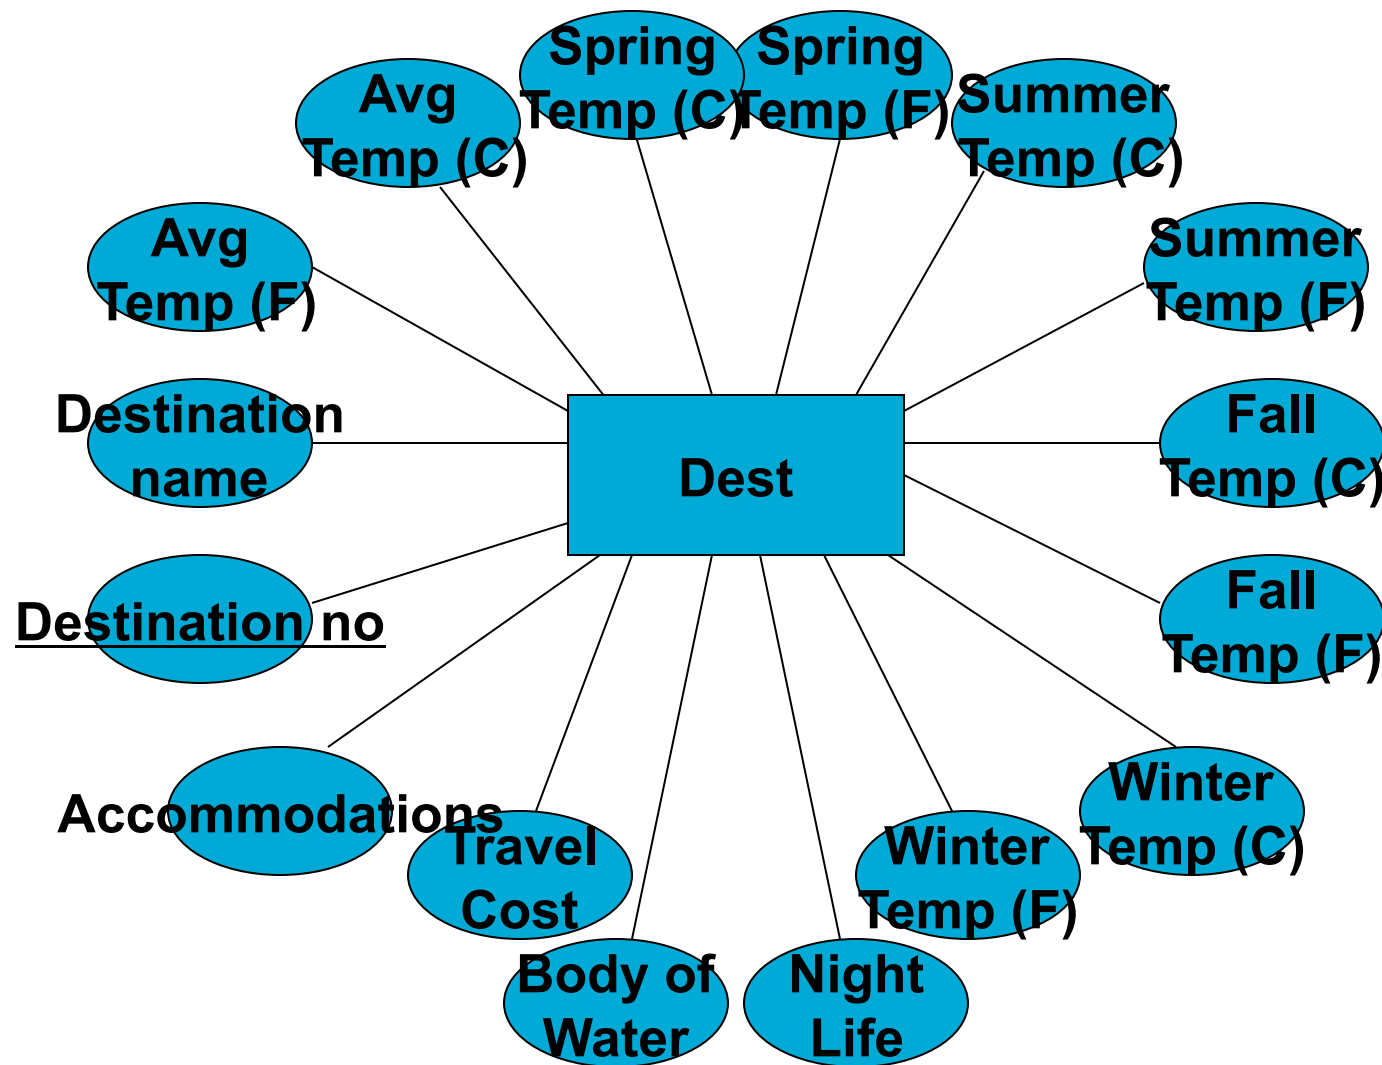 Spring
Temp (C)
Spring
Temp (F)
Avg
Temp (C)
Summer
Temp (C)
Avg
Temp (F)
Summer
Temp (F)
Destination
name
Dest
Fall
Temp (C)
Destination no
Fall
Temp (F)
Accommodations
Travel
Cost
Winter
Temp (F)
Winter
Temp (C)
Body of
Water
Night
Life